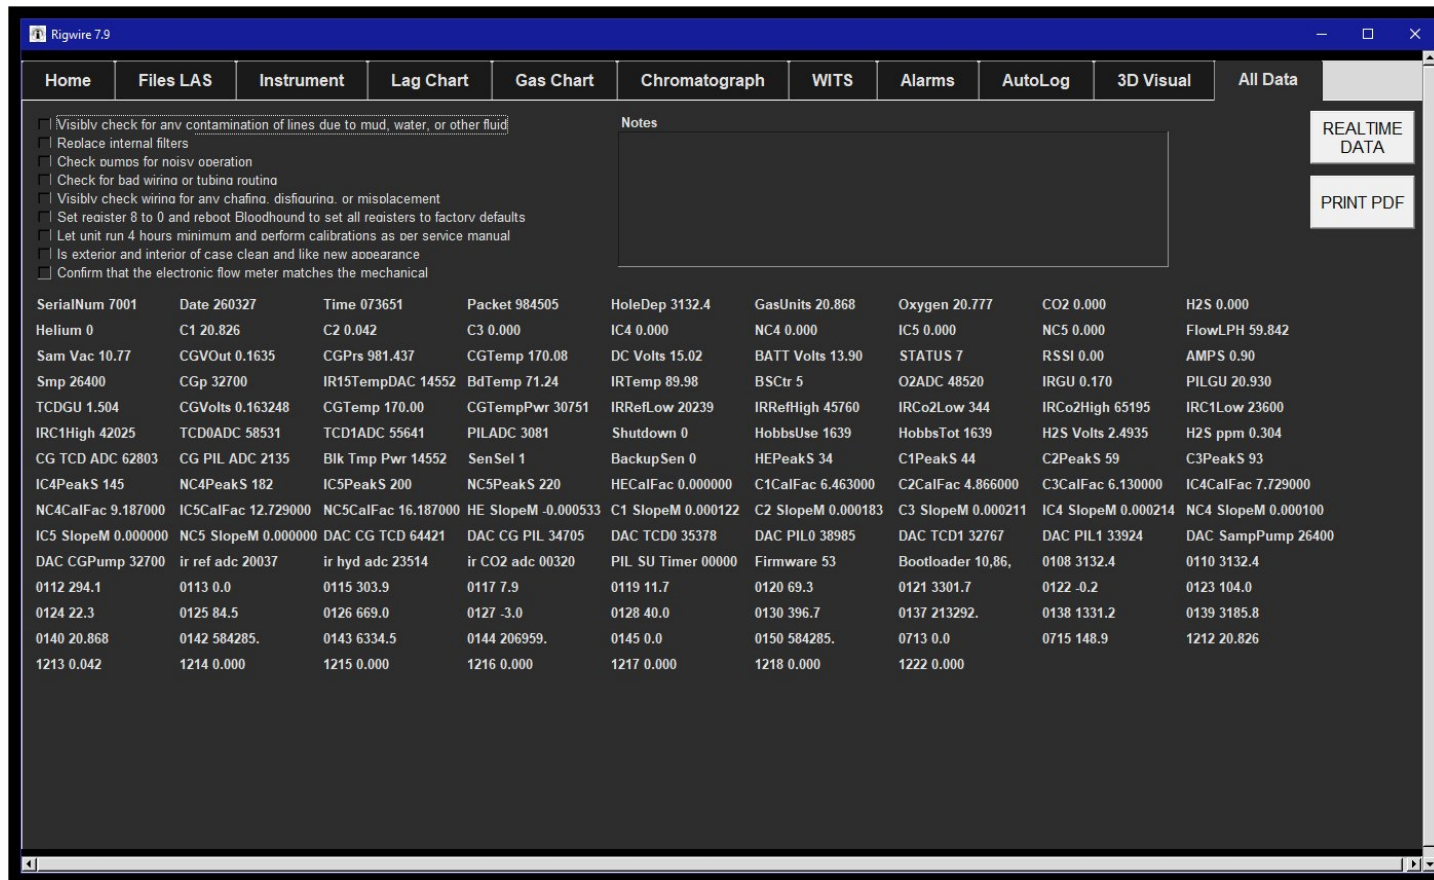 Rigwire 7.9
Home Files LAS Instrument Lag Chart Gas Chart Chromatograph WITS Alarms AutoLog 3D Visual All Data
Visibly check for any contamination of lines due to mud, water, or other fluid
Replace internal filters
Check pumps for noisy operation
Check for bad wiring or tubing routing
Visibly check wiring for any chafing, disfiguring, or misplacement
Set register 8 to 0 and reboot Bloodhound to set all registers to factory defaults
Let unit run 4 hours minimum and perform calibrations as per service manual
Is exterior and interior of case clean and like new appearance
Confirm that the electronic flow meter matches the mechanical
Notes
REALTIME
DATA
PRINT PDF
SerialNum 7001 Date 260327 Time 073651 Packet 984505 HoleDep 3132.4 GasUnits 20.868 Oxygen 20.777 CO2 0.000 H2S 0.000
Helium 0 C1 20.826 C2 0.042 C3 0.000 IC4 0.000 NC4 0.000 IC5 0.000 NC5 0.000 FlowLPH 59.842
Sam Vac 10.77 CGVOut 0.1635 CGPrs 981.437 CGTemp 170.08 DC Volts 15.02 BATT Volts 13.90 STATUS 7 RSSI 0.00 AMPS 0.90
Smp 26400 CGp 32700 IR15TempDAC 14552 BdTemp 71.24 IRTemp 89.98 BSCtr 5 O2ADC 48520 IRGU 0.170 PILGU 20.930
TCDGU 1.504 CGVolts 0.163248 CGTemp 170.00 CGTempPwr 30751 IRRefLow 20239 IRRefHigh 45760 IRCo2Low 344 IRCo2High 65195 IRC1Low 23600
IRC1High 42025 TCD0ADC 58531 TCD1ADC 55641 PILADC 3081 Shutdown 0 HobbsUse 1639 HobbsTot 1639 H2S Volts 2.4935 H2S ppm 0.304
CG TCD ADC 62803 CG PIL ADC 2135 Blk Tmp Pwr 14552 SenSel 1 BackupSen 0 HEPeakS 34 C1PeakS 44 C2PeakS 59 C3PeakS 93
IC4PeakS 145 NC4PeakS 182 IC5PeakS 200 NC5PeakS 220 HECalFac 0.000000 C1CalFac 6.463000 C2CalFac 4.866000 C3CalFac 6.130000 IC4CalFac 7.729000
NC4CalFac 9.187000 IC5CalFac 12.729000 NC5CalFac 16.187000 HE SlopeM -0.000533 C1 SlopeM 0.000122 C2 SlopeM 0.000183 C3 SlopeM 0.000211 IC4 SlopeM 0.000214 NC4 SlopeM 0.000100
IC5 SlopeM 0.000000 NC5 SlopeM 0.000000 DAC CG TCD 64421 DAC CG PIL 34705 DAC TCD0 35378 DAC PIL0 38985 DAC TCD1 32767 DAC PIL1 33924 DAC SampPump 26400
DAC CGPump 32700 ir ref adc 20037 ir hyd adc 23514 ir CO2 adc 00320 PIL SU Timer 00000 Firmware 53 Bootloader 10,86, 0108 3132.4 0110 3132.4
0112 294.1 0113 0.0 0115 303.9 0117 7.9 0119 11.7 0120 69.3 0121 3301.7 0122 -0.2 0123 104.0
0124 22.3 0125 84.5 0126 669.0 0127 -3.0 0128 40.0 0130 396.7 0137 213292. 0138 1331.2 0139 3185.8
0140 20.868 0142 584285. 0143 6334.5 0144 206959. 0145 0.0 0150 584285. 0713 0.0 0715 148.9 1212 20.826
1213 0.042 1214 0.000 1215 0.000 1216 0.000 1217 0.000 1218 0.000 1222 0.000